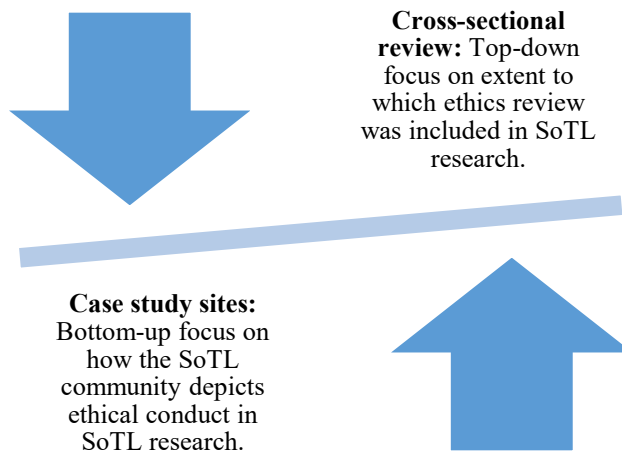 Cross-sectional
review: Top-down
focus on extent to
which ethics review
was included in SoTL
research.
Case study sites:
Bottom-up focus on
how the SoTL
community depicts
ethical conduct in
SoTL research.